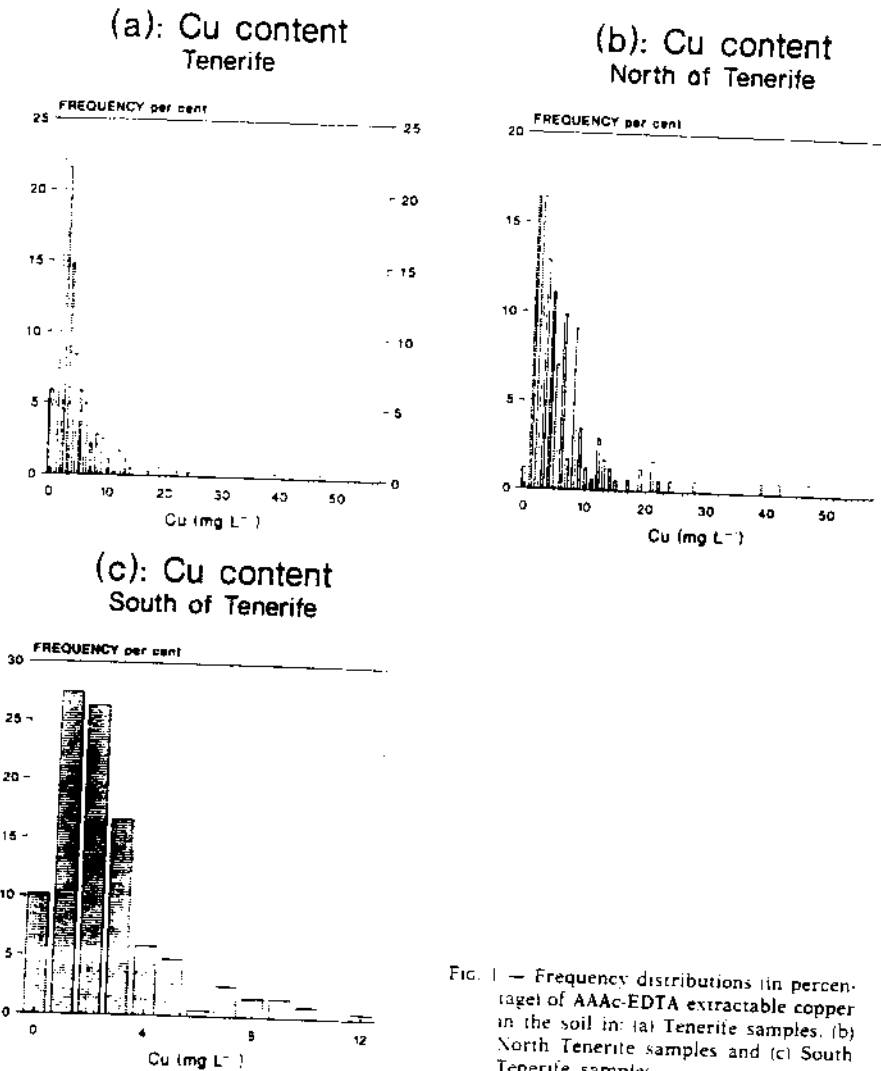 (a): Cu content
Tenerife
FREQUENCY per cent
25
25
20
20
15
15
10
10
5
5
0
0
0
10
20
30
40
50
Cu (mg L⁻¹)
(b): Cu content
North of Tenerife
FREQUENCY per cent
20
15
10
5
0
0
10
20
30
40
50
Cu (mg L⁻¹)
(c): Cu content
South of Tenerife
FREQUENCY per cent
30
25
20
15
10
5
0
0
4
8
12
Cu (mg L⁻¹)
FIG. 1 — Frequency distributions (in percen-
tage) of AAAc-EDTA extractable copper
in the soil in: (a) Tenerife samples, (b)
North Tenerife samples and (c) South
Tenerife samples